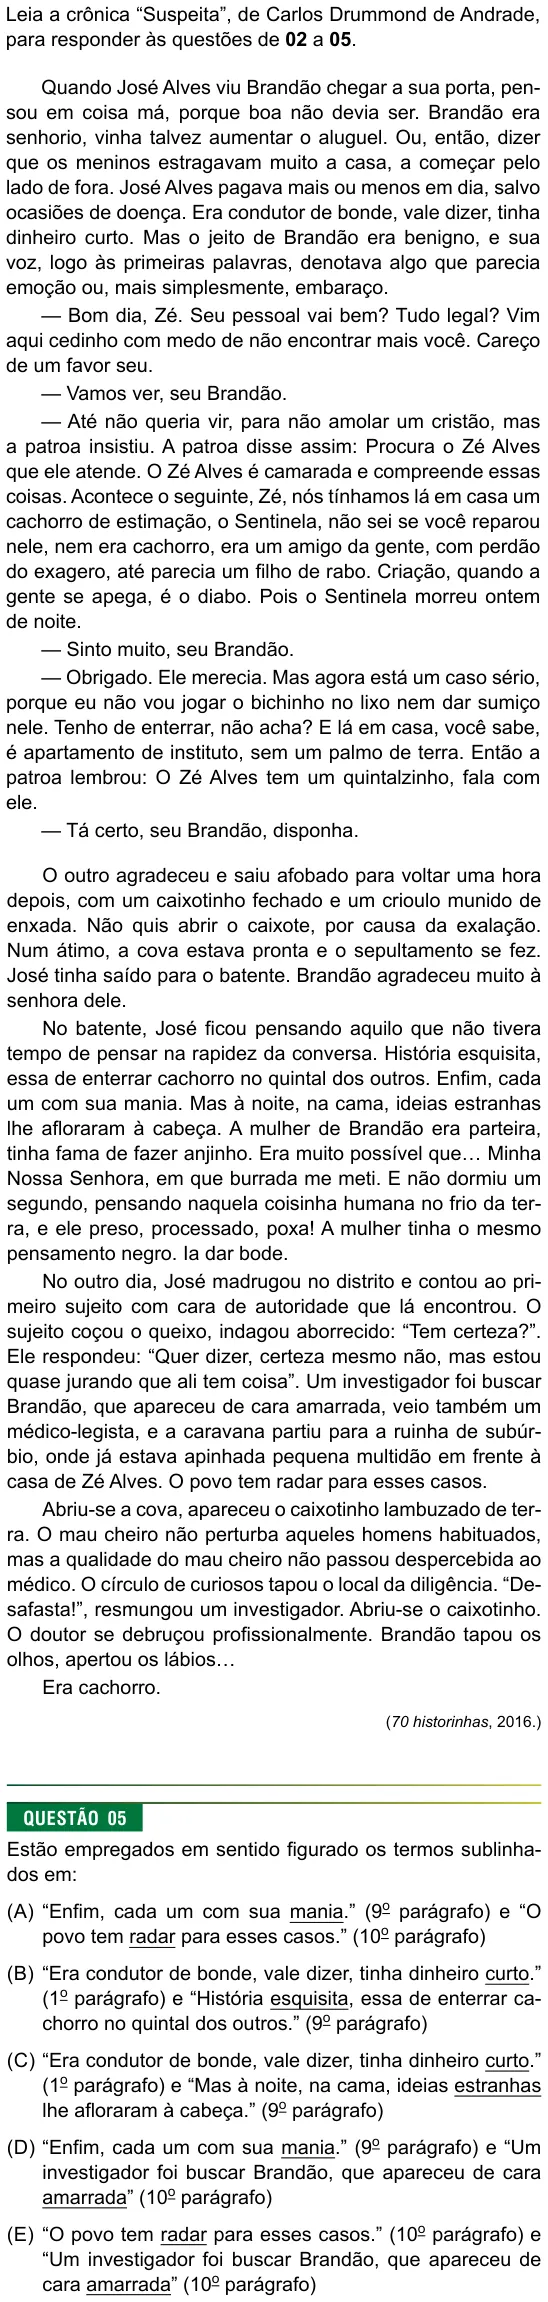 Leia a crônica “Suspeita”, de Carlos Drummond de Andrade,
para responder às questões de 02 a 05.
Quando José Alves viu Brandão chegar a sua porta, pen-
sou em coisa má, porque boa não devia ser. Brandão era
senhorio, vinha talvez aumentar o aluguel. Ou, então, dizer
que os meninos estragavam muito a casa, a começar pelo
lado de fora. José Alves pagava mais ou menos em dia, salvo
ocasiões de doença. Era condutor de bonde, vale dizer, tinha
dinheiro curto. Mas o jeito de Brandão era benigno, e sua
voz, logo às primeiras palavras, denotava algo que parecia
emoção ou, mais simplesmente, embaraço.
— Bom dia, Zé. Seu pessoal vai bem? Tudo legal? Vim
aqui cedinho com medo de não encontrar mais você. Careço
de um favor seu.
— Vamos ver, seu Brandão.
— Até não queria vir, para não amolar um cristão, mas
a patroa insistiu. A patroa disse assim: Procura o Zé Alves
que ele atende. O Zé Alves é camarada e compreende essas
coisas. Acontece o seguinte, Zé, nós tínhamos lá em casa um
cachorro de estimação, o Sentinela, não sei se você reparou
nele, nem era cachorro, era um amigo da gente, com perdão
do exagero, até parecia um filho de rabo. Criação, quando a
gente se apega, é o diabo. Pois o Sentinela morreu ontem
de noite.
— Sinto muito, seu Brandão.
— Obrigado. Ele merecia. Mas agora está um caso sério,
porque eu não vou jogar o bichinho no lixo nem dar sumiço
nele. Tenho de enterrar, não acha? E lá em casa, você sabe,
é apartamento de instituto, sem um palmo de terra. Então a
patroa lembrou: O Zé Alves tem um quintalzinho, fala com
ele.
— Tá certo, seu Brandão, disponha.
O outro agradeceu e saiu afobado para voltar uma hora
depois, com um caixotinho fechado e um crioulo munido de
enxada. Não quis abrir o caixote, por causa da exalação.
Num átimo, a cova estava pronta e o sepultamento se fez.
José tinha saído para o batente. Brandão agradeceu muito à
senhora dele.
No batente, José ficou pensando aquilo que não tivera
tempo de pensar na rapidez da conversa. História esquisita,
essa de enterrar cachorro no quintal dos outros. Enfim, cada
um com sua mania. Mas à noite, na cama, ideias estranhas
lhe afloraram à cabeça. A mulher de Brandão era parteira,
tinha fama de fazer anjinho. Era muito possível que… Minha
Nossa Senhora, em que burrada me meti. E não dormiu um
segundo, pensando naquela coisinha humana no frio da ter-
ra, e ele preso, processado, poxa! A mulher tinha o mesmo
pensamento negro. Ia dar bode.
No outro dia, José madrugou no distrito e contou ao pri-
meiro sujeito com cara de autoridade que lá encontrou. O
sujeito coçou o queixo, indagou aborrecido: “Tem certeza?”.
Ele respondeu: “Quer dizer, certeza mesmo não, mas estou
quase jurando que ali tem coisa”. Um investigador foi buscar
Brandão, que apareceu de cara amarrada, veio também um
médico-legista, e a caravana partiu para a ruinha de subúr-
bio, onde já estava apinhada pequena multidão em frente à
casa de Zé Alves. O povo tem radar para esses casos.
Abriu-se a cova, apareceu o caixotinho lambuzado de ter-
ra. O mau cheiro não perturba aqueles homens habituados,
mas a qualidade do mau cheiro não passou despercebida ao
médico. O círculo de curiosos tapou o local da diligência. “De-
safasta!”, resmungou um investigador. Abriu-se o caixotinho.
O doutor se debruçou profissionalmente. Brandão tapou os
olhos, apertou os lábios…
Era cachorro.
(70 historinhas, 2016.)
QUESTÃO 05
Estão empregados em sentido figurado os termos sublinha-
dos em:
(A) “Enfim, cada um com sua mania.” (9º parágrafo) e “O
povo tem radar para esses casos.” (10º parágrafo)
(B) “Era condutor de bonde, vale dizer, tinha dinheiro curto.”
(1º parágrafo) e “História esquisita, essa de enterrar ca-
chorro no quintal dos outros.” (9º parágrafo)
(C) “Era condutor de bonde, vale dizer, tinha dinheiro curto.”
(1º parágrafo) e “Mas à noite, na cama, ideias estranhas
lhe afloraram à cabeça.” (9º parágrafo)
(D) “Enfim, cada um com sua mania.” (9º parágrafo) e “Um
investigador foi buscar Brandão, que apareceu de cara
amarrada” (10º parágrafo)
(E) “O povo tem radar para esses casos.” (10º parágrafo) e
“Um investigador foi buscar Brandão, que apareceu de
cara amarrada” (10º parágrafo)